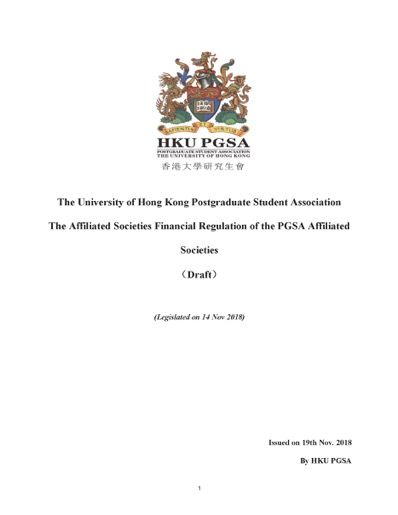 SAPIENTIA ET VIRTUS
HKU PGSA
POSTGRADUATE STUDENT ASSOCIATION
THE UNIVERSITY OF HONG KONG
香港大學研究生會
The University of Hong Kong Postgraduate Student Association
The Affiliated Societies Financial Regulation of the PGSA Affiliated
Societies
（Draft）
(Legislated on 14 Nov 2018)
Issued on 19th Nov. 2018
By HKU PGSA
1